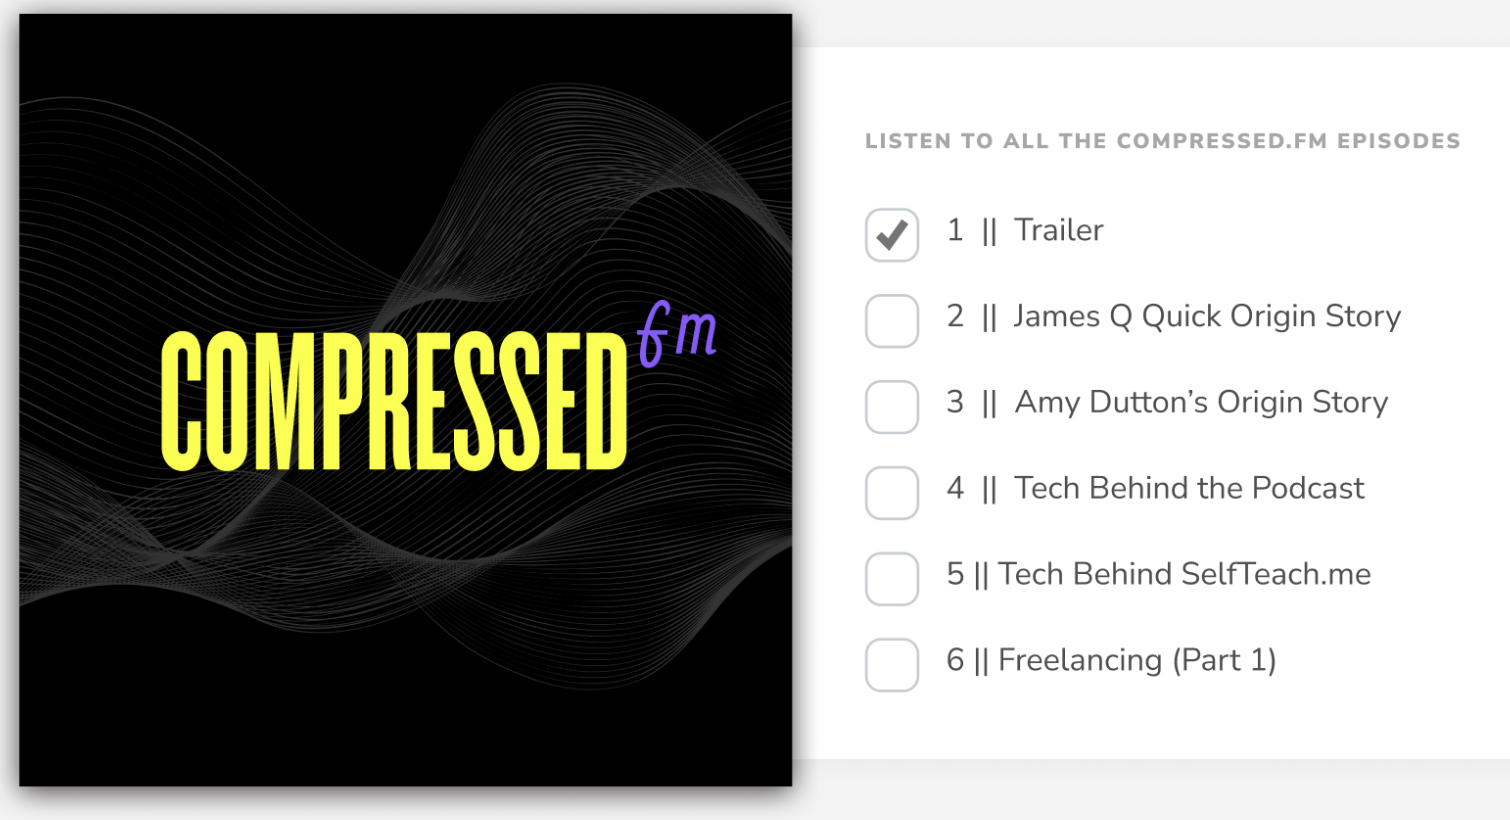 COMPRESSED fm
LISTEN TO ALL THE COMPRESSED.FM EPISODES
1 || Trailer
2 || James Q Quick Origin Story
3 || Amy Dutton’s Origin Story
4 || Tech Behind the Podcast
5 || Tech Behind SelfTeach.me
6 || Freelancing (Part 1)